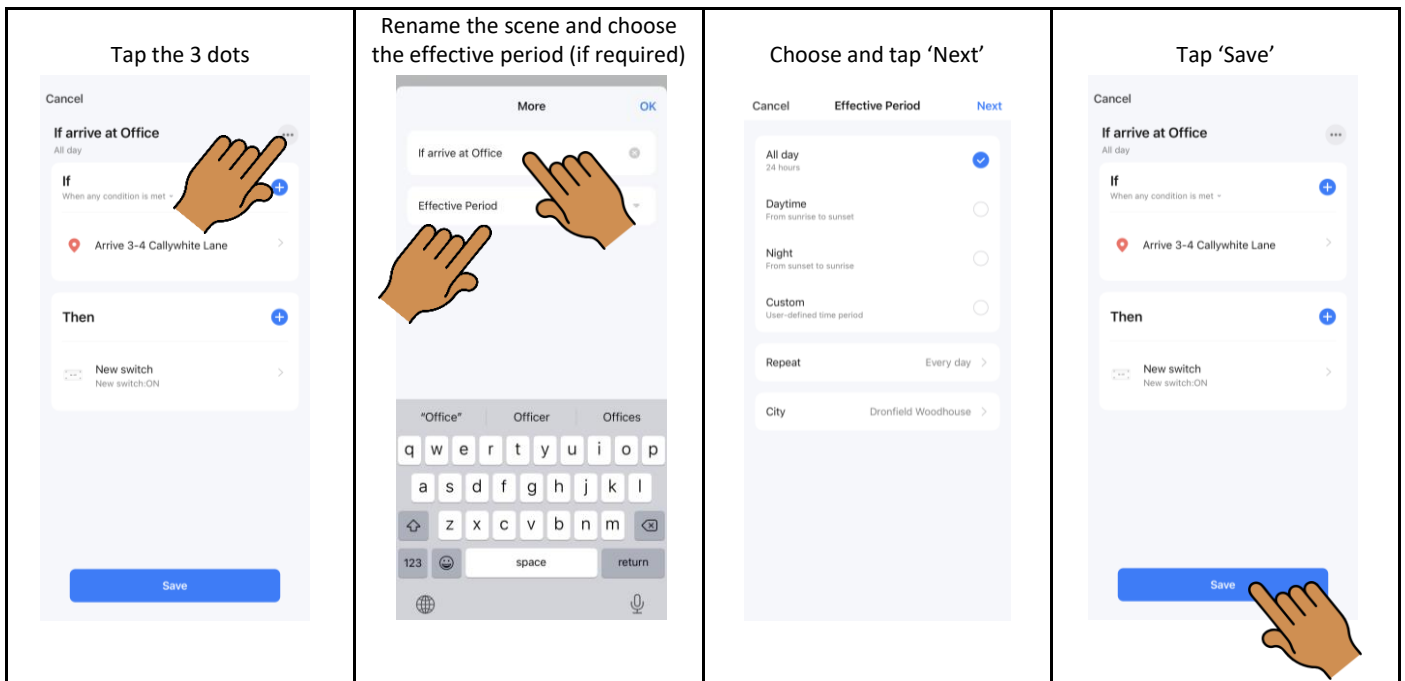 Tap the 3 dots
Cancel
If arrive at Office
All day
If
When any condition is met
Arrive 3-4 Callywhite Lane
Then
New switch
New switch:ON
Save
Rename the scene and choose
the effective period (if required)
More OK
If arrive at Office
Effective Period
"Office" Officer Offices
q w e r t y u i o p
a s d f g h j k l
z x c v b n m
123 space return
Choose and tap ‘Next’
Cancel Effective Period Next
All day
24 hours
Daytime
From sunrise to sunset
Night
From sunset to sunrise
Custom
User-defined time period
Repeat Every day
City Dronfield Woodhouse
Tap ‘Save’
Cancel
If arrive at Office
All day
If
When any condition is met
Arrive 3-4 Callywhite Lane
Then
New switch
New switch:ON
Save